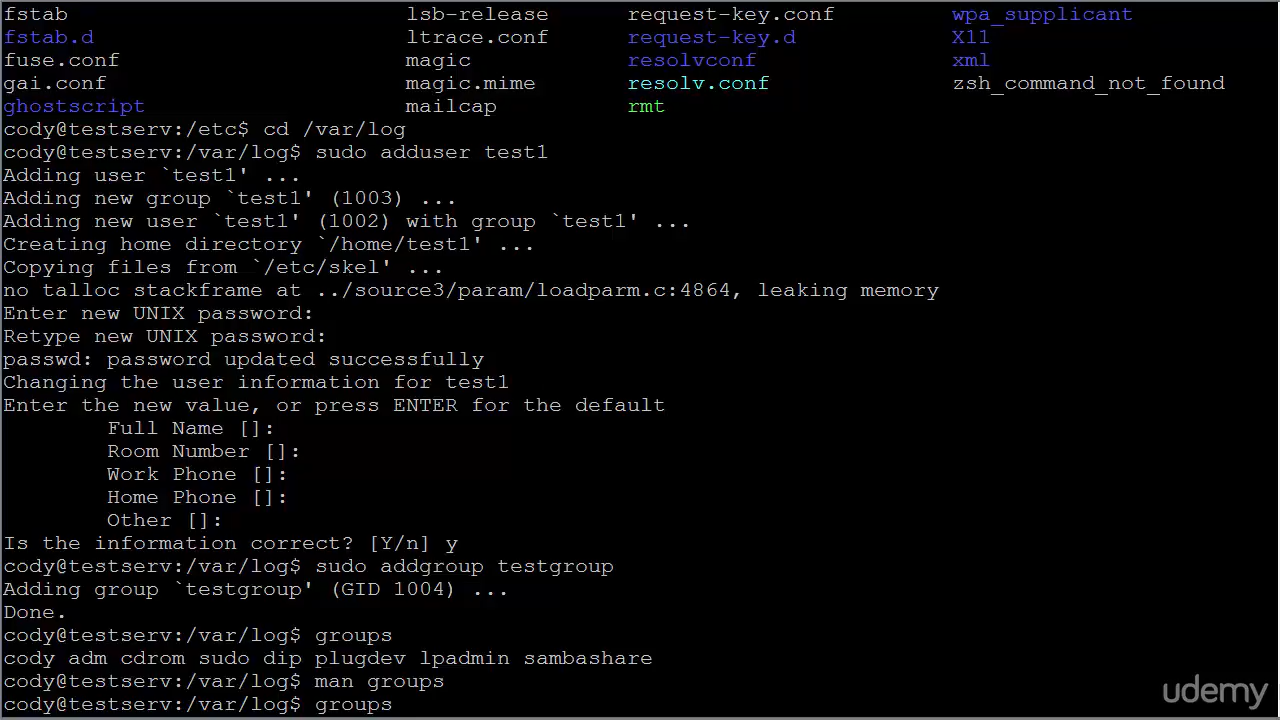 fstab lsb-release request-key.conf wpa_supplicant
fstab.d ltrace.conf request-key.d X11
fuse.conf magic resolvconf xml
gai.conf magic.mime resolv.conf zsh_command_not_found
ghostscript mailcap rmt
cody@testserv:/etc$ cd /var/log
cody@testserv:/var/log$ sudo adduser test1
Adding user `test1' ...
Adding new group `test1' (1003) ...
Adding new user `test1' (1002) with group `test1' ...
Creating home directory `/home/test1' ...
Copying files from `/etc/skel' ...
no talloc stackframe at ../source3/param/loadparm.c:4864, leaking memory
Enter new UNIX password:
Retype new UNIX password:
passwd: password updated successfully
Changing the user information for test1
Enter the new value, or press ENTER for the default
Full Name []:
Room Number []:
Work Phone []:
Home Phone []:
Other []:
Is the information correct? [Y/n] y
cody@testserv:/var/log$ sudo addgroup testgroup
Adding group `testgroup' (GID 1004) ...
Done.
cody@testserv:/var/log$ groups
cody adm cdrom sudo dip plugdev lpadmin sambashare
cody@testserv:/var/log$ man groups
cody@testserv:/var/log$ groups
udemy